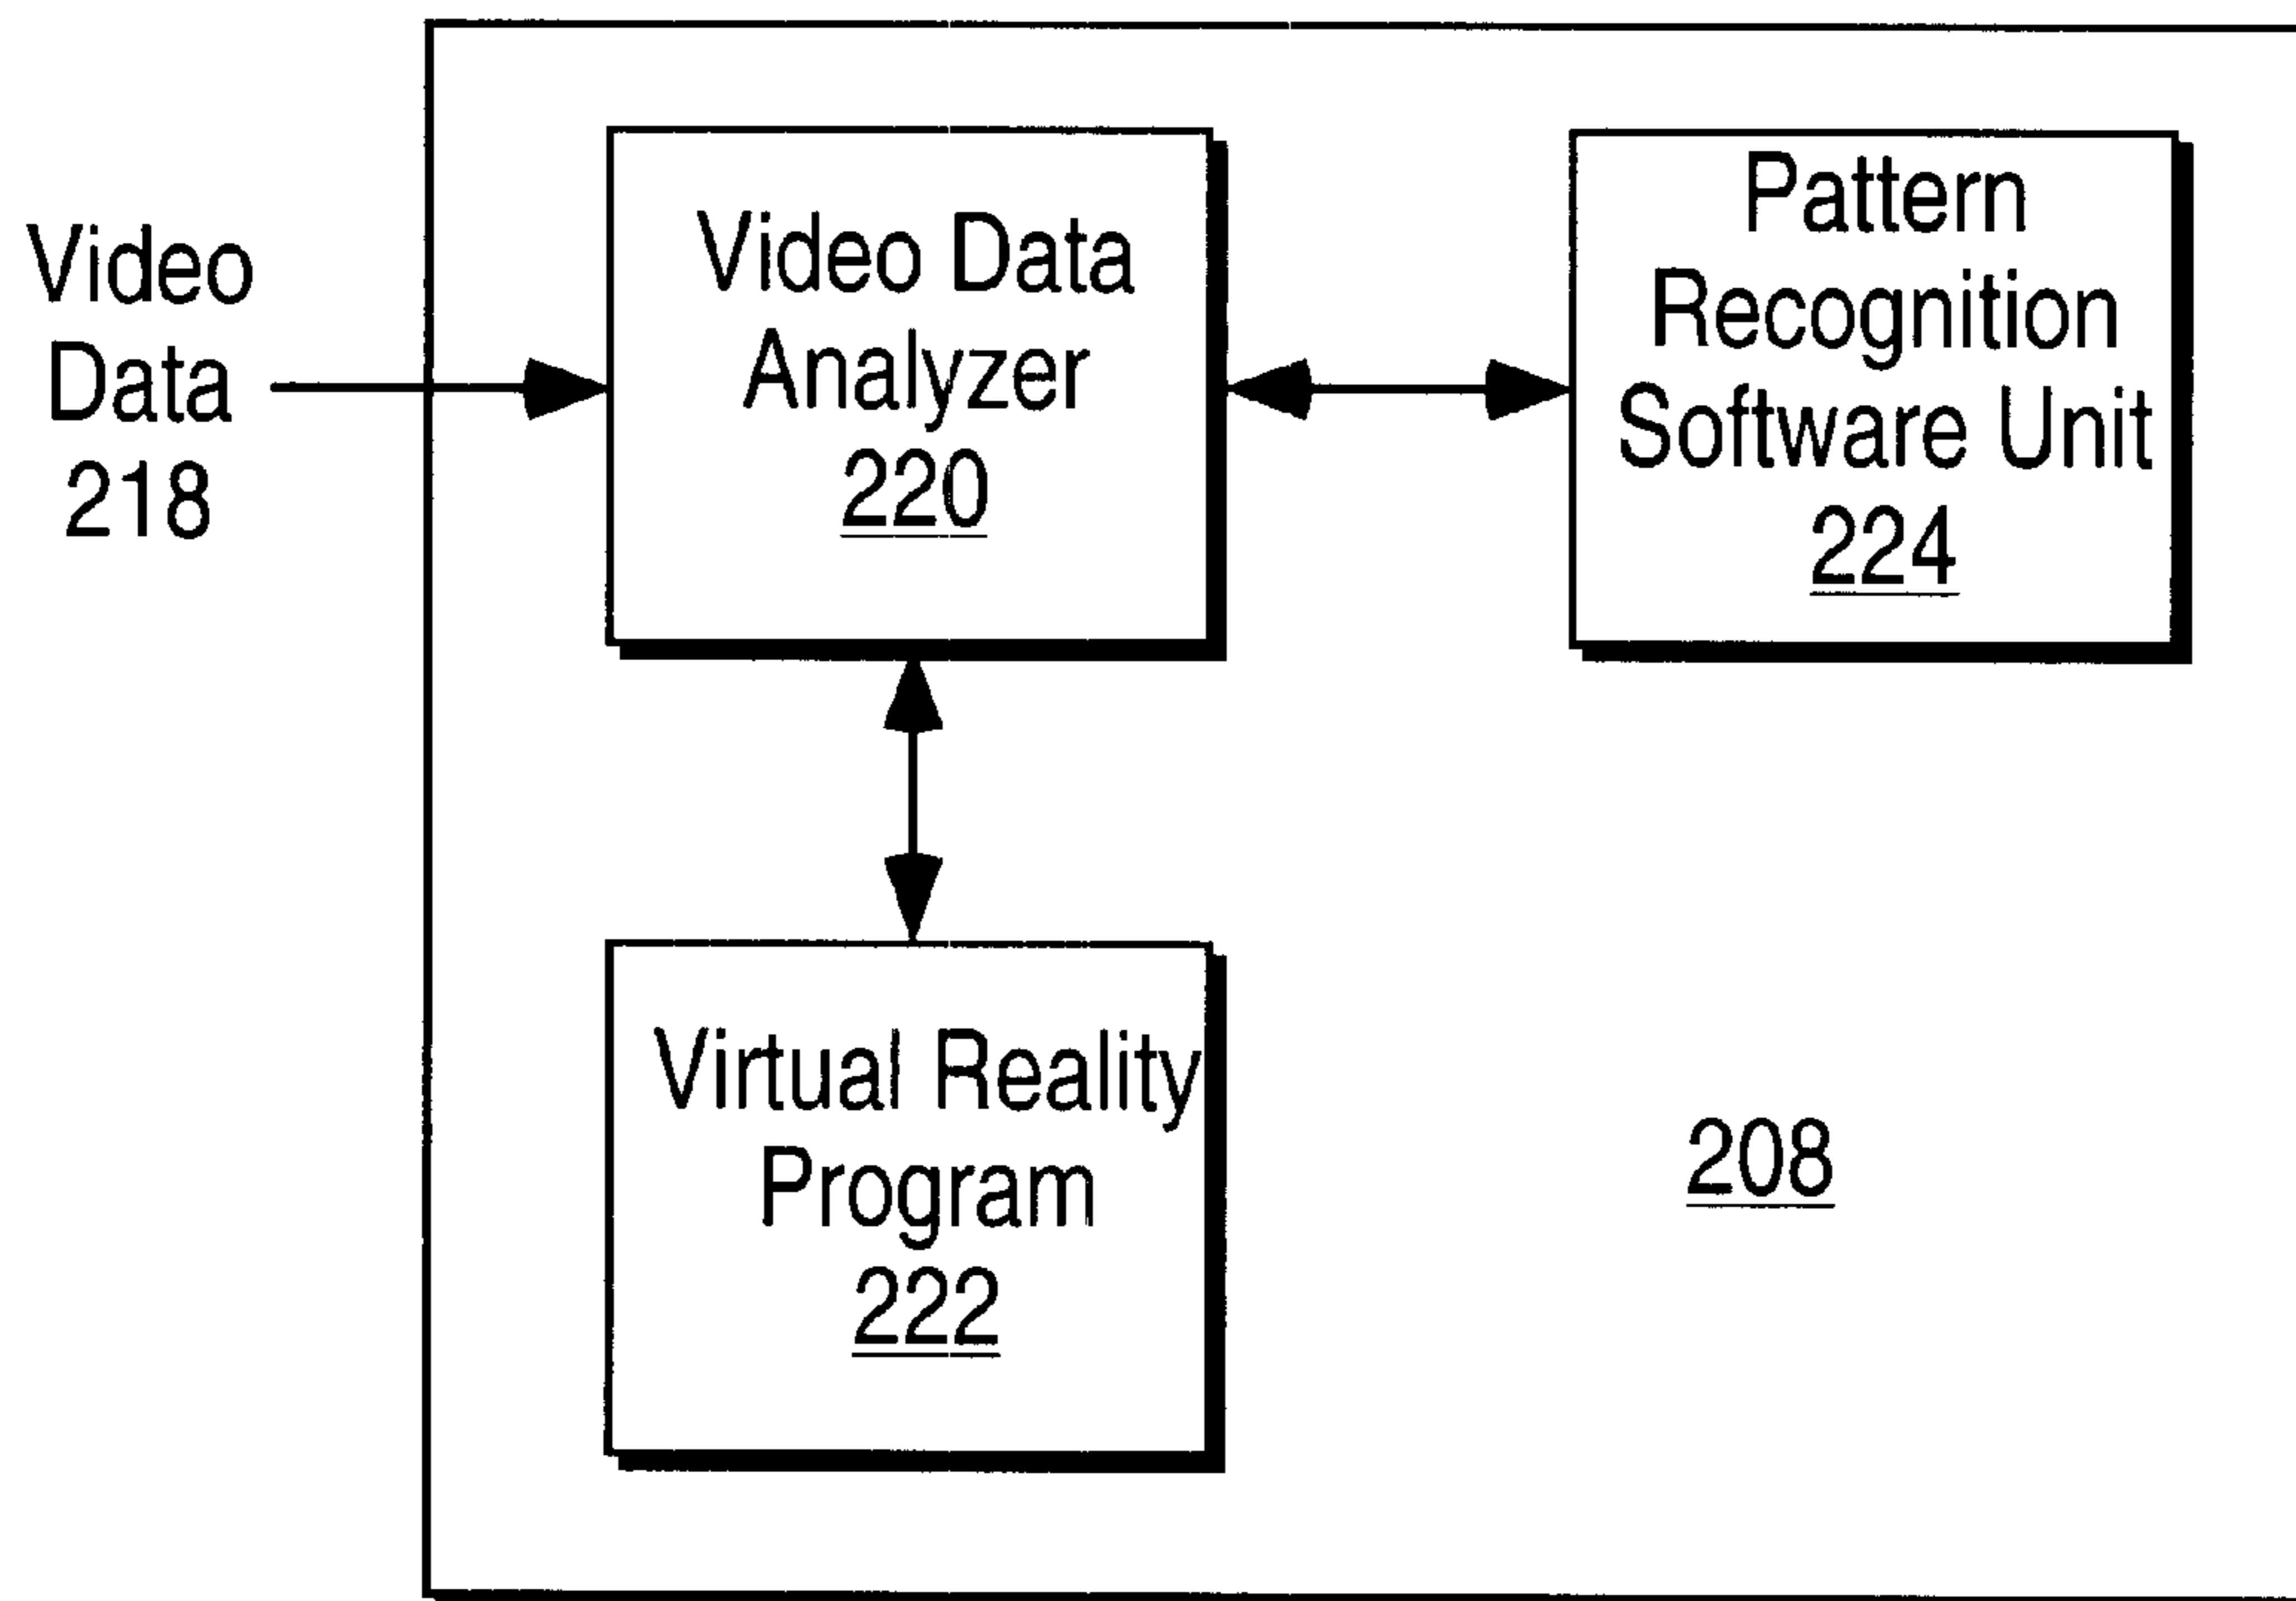 Video
Data
218
Video Data
Analyzer
220
Pattern
Recognition
Software Unit
224
Virtual Reality
Program
222
208